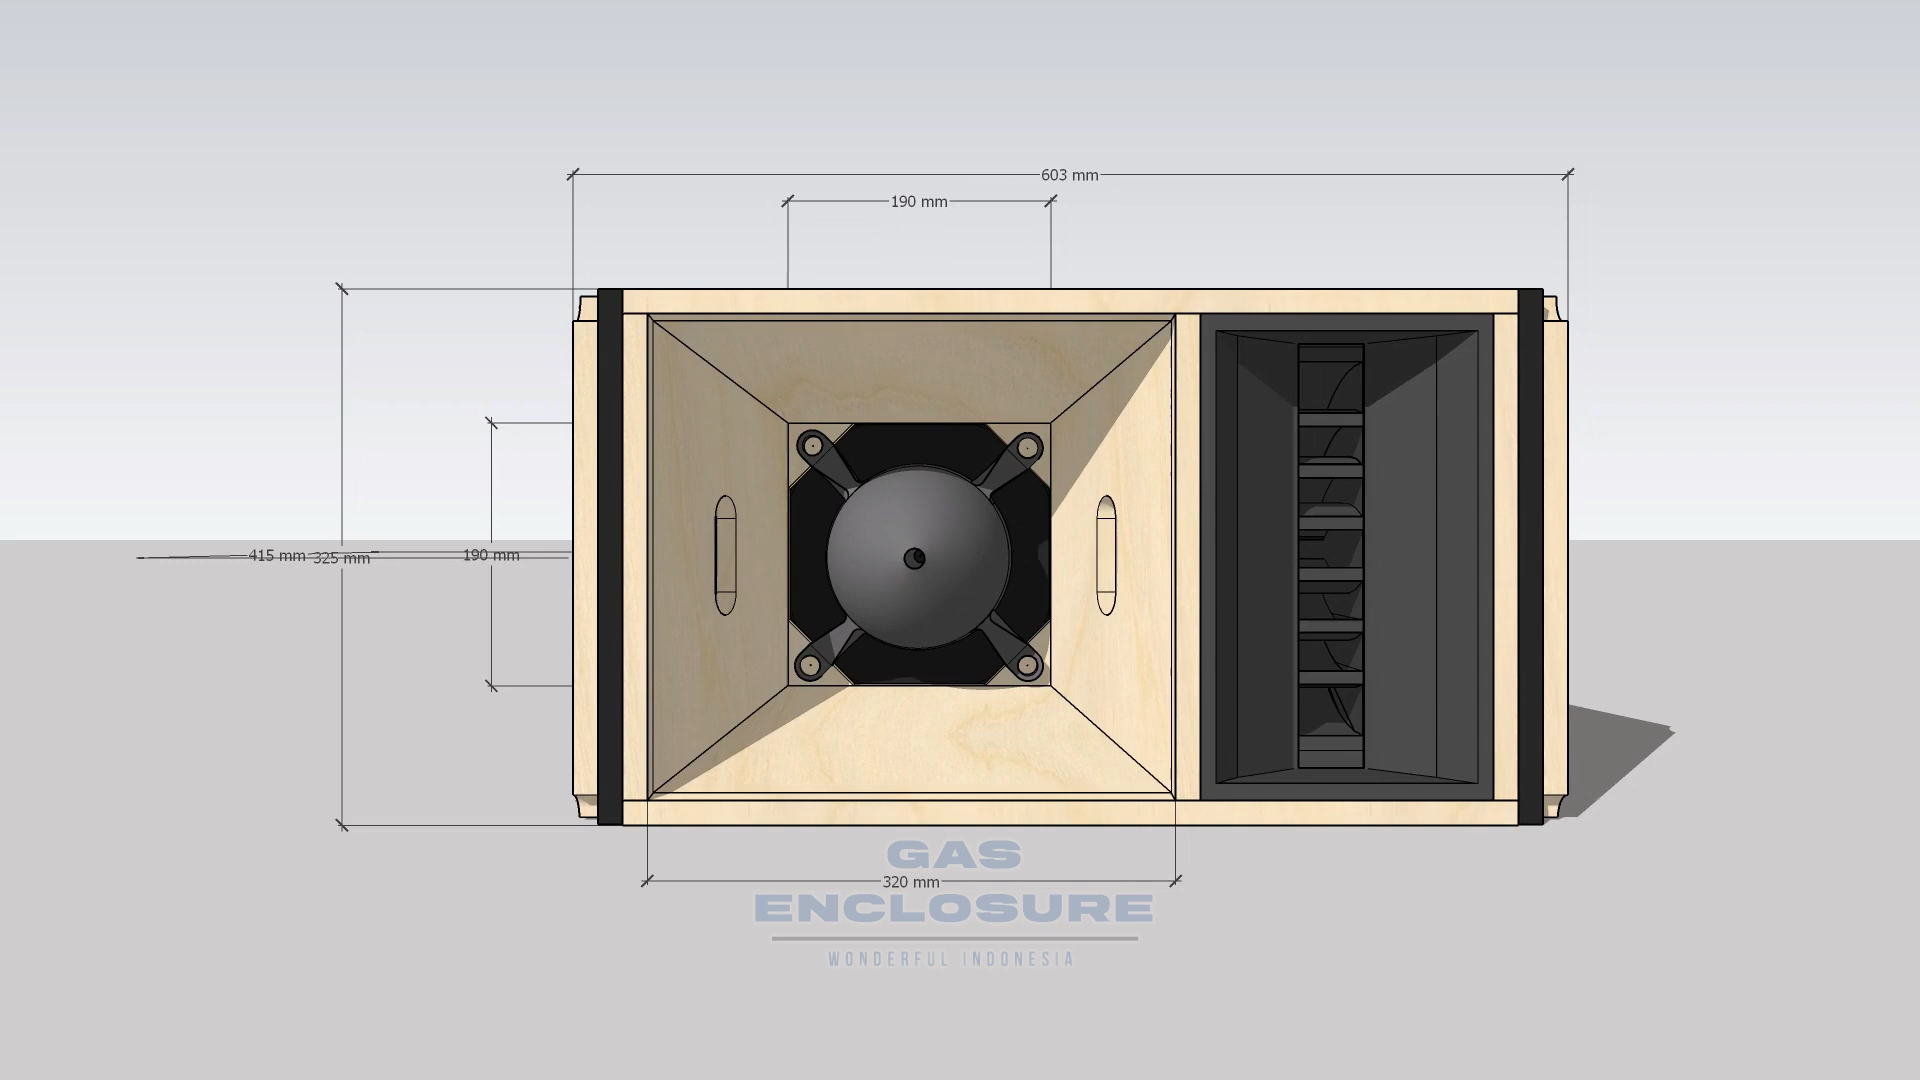 603 mm
190 mm
415 mm
325 mm
190 mm
320 mm
GAS
ENCLOSURE
WONDERFUL INDONESIA